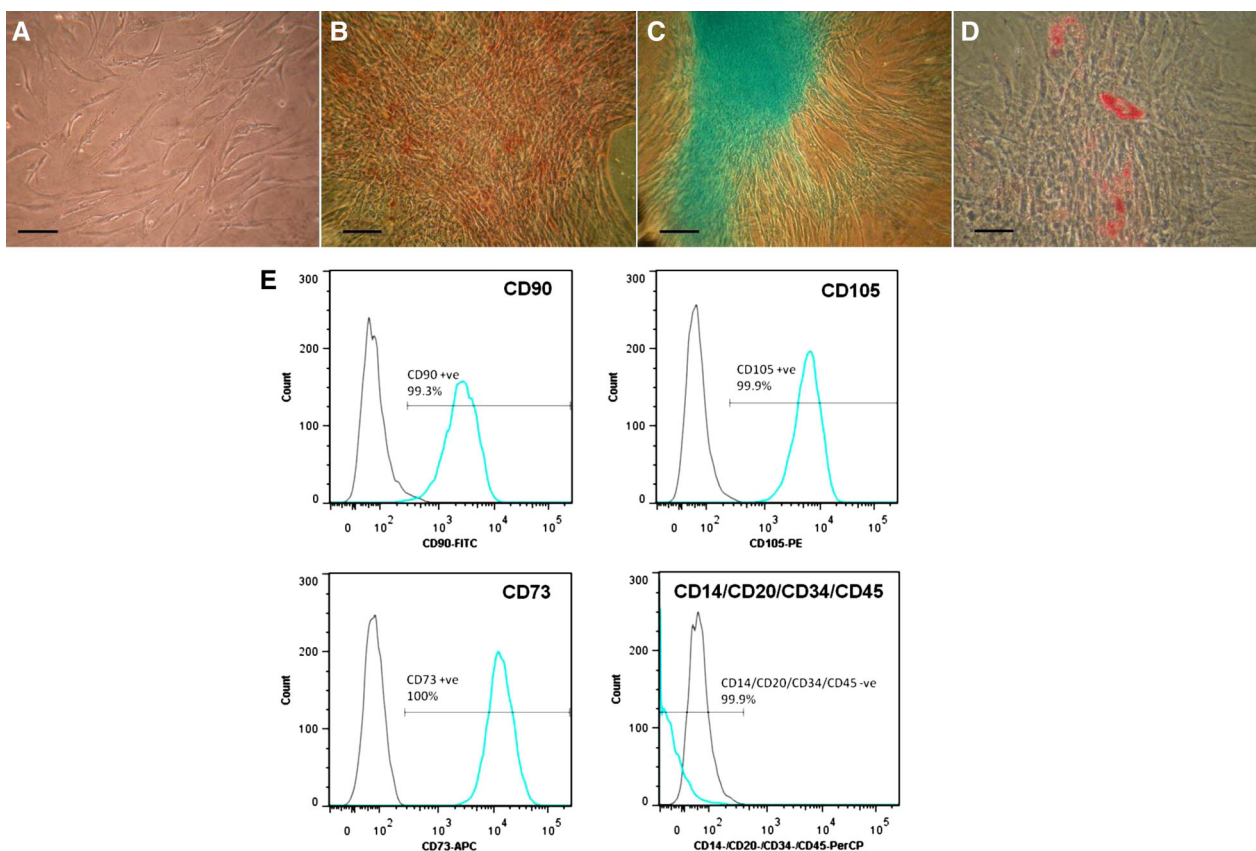 A
B
C
D
E
CD90
300
200
100
0
Count
CD90 +ve
99.3%
0 10² 10³ 10⁴ 10⁵
CD90-FITC
CD105
300
200
100
0
Count
CD105 +ve
99.9%
0 10² 10³ 10⁴ 10⁵
CD105-PE
CD73
300
200
100
0
Count
CD73 +ve
100%
0 10² 10³ 10⁴ 10⁵
CD73-APC
CD14/CD20/CD34/CD45
300
200
100
0
Count
CD14/CD20/CD34/CD45 -ve
99.9%
0 10² 10³ 10⁴ 10⁵
CD14-/CD20-/CD34-/CD45-PerCP